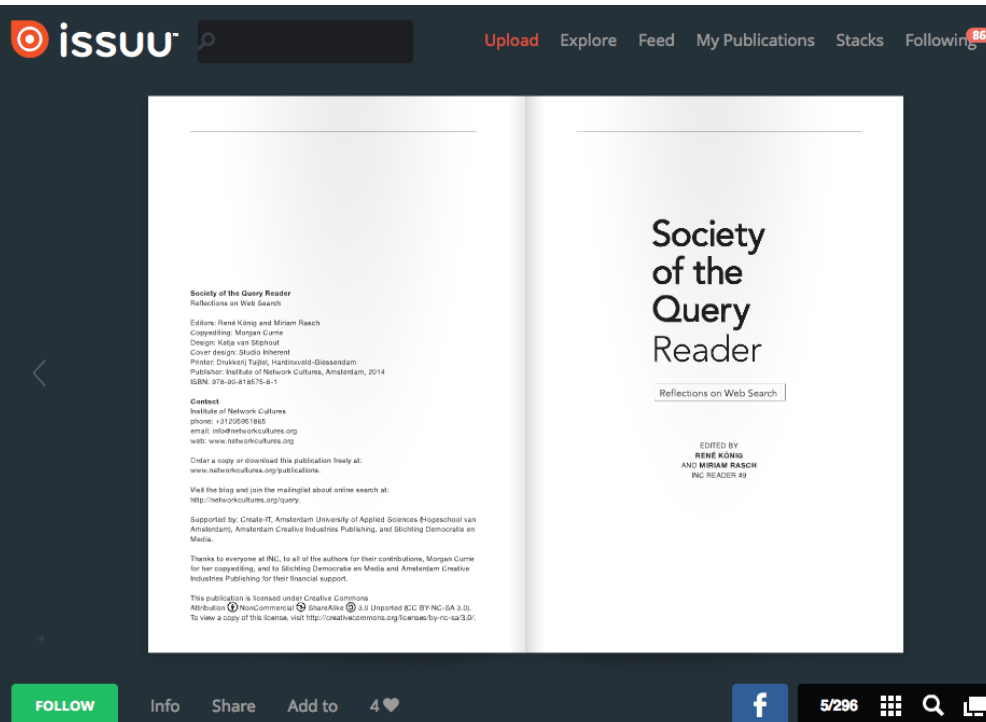 issuu
Upload Explore Feed My Publications Stacks Following 86
Society of the Query Reader
Reflections on Web Search
Editors: René König and Miriam Rasch
Copyediting: Morgan Currie
Design: Katja van Stiphout
Cover design: Studio Inherent
Printer: Drukkerij Tuijtel, Hardinxveld-Giessendam
Publisher: Institute of Network Cultures, Amsterdam, 2014
ISBN: 978-90-818575-8-1
Contact
Institute of Network Cultures
phone: +31205951865
email: info@networkcultures.org
web: www.networkcultures.org
Order a copy or download this publication freely at:
www.networkcultures.org/publications.
Visit the blog and join the mailinglist about online search at:
http://networkcultures.org/query.
Supported by: Create-IT, Amsterdam University of Applied Sciences (Hogeschool van
Amsterdam), Amsterdam Creative Industries Publishing, and Stichting Democratie en
Media.
Thanks to everyone at INC, to all of the authors for their contributions, Morgan Currie
for her copyediting, and to Stichting Democratie en Media and Amsterdam Creative
Industries Publishing for their financial support.
This publication is licensed under Creative Commons
Attribution NonCommercial ShareAlike 3.0 Unported (CC BY-NC-SA 3.0).
To view a copy of this license, visit http://creativecommons.org/licenses/by-nc-sa/3.0/.
Society
of the
Query
Reader
Reflections on Web Search
EDITED BY
RENÉ KÖNIG
AND MIRIAM RASCH
INC READER #9
FOLLOW Info Share Add to 4 f 5/296